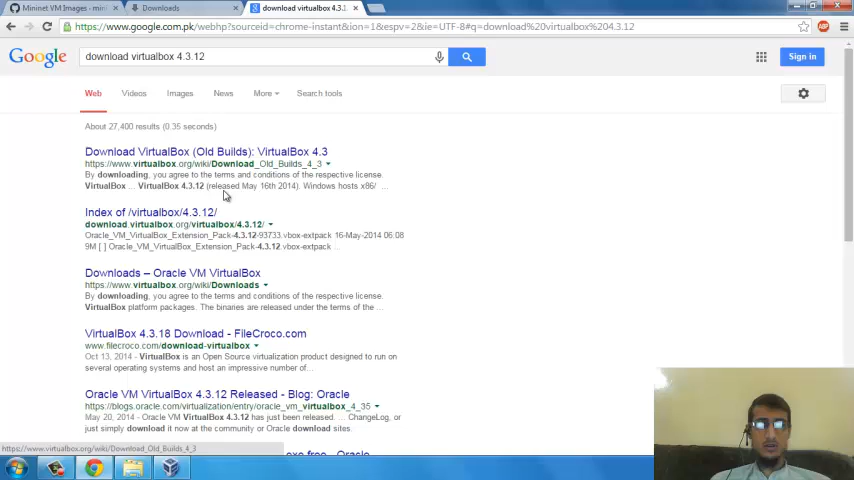 Mininet VM Images - mini
Downloads
download virtualbox 4.3.1
https://www.google.com.pk/webhp?sourceid=chrome-instant&ion=1&espv=2&ie=UTF-8#q=download%20virtualbox%204.3.12
Google
download virtualbox 4.3.12
Sign in
Web Videos Images News More Search tools
About 27,400 results (0.35 seconds)
Download VirtualBox (Old Builds): VirtualBox 4.3
https://www.virtualbox.org/wiki/Download_Old_Builds_4_3
By downloading, you agree to the terms and conditions of the respective license.
VirtualBox ... VirtualBox 4.3.12 (released May 16th 2014). Windows hosts x86/ ...
Index of /virtualbox/4.3.12/
download.virtualbox.org/virtualbox/4.3.12/
Oracle_VM_VirtualBox_Extension_Pack-4.3.12-93733.vbox-extpack 16-May-2014 06:08
9M [ ] Oracle_VM_VirtualBox_Extension_Pack-4.3.12.vbox-extpack ...
Downloads – Oracle VM VirtualBox
https://www.virtualbox.org/wiki/Downloads
By downloading, you agree to the terms and conditions of the respective license.
VirtualBox platform packages. The binaries are released under the terms of the ...
VirtualBox 4.3.18 Download - FileCroco.com
www.filecroco.com/download-virtualbox
Oct 13, 2014 - VirtualBox is an Open Source virtualization product designed to run on
several operating systems and host an impressive number of...
Oracle VM VirtualBox 4.3.12 Released - Blog: Oracle
https://blogs.oracle.com/virtualization/entry/oracle_vm_virtualbox_4_35
May 20, 2014 - Oracle VM VirtualBox 4.3.12 has just been released. ... ChangeLog, or
just simply download it now at the community or Oracle download sites.
exe free - Oracle
https://www.virtualbox.org/wiki/Download_Old_Builds_4_3